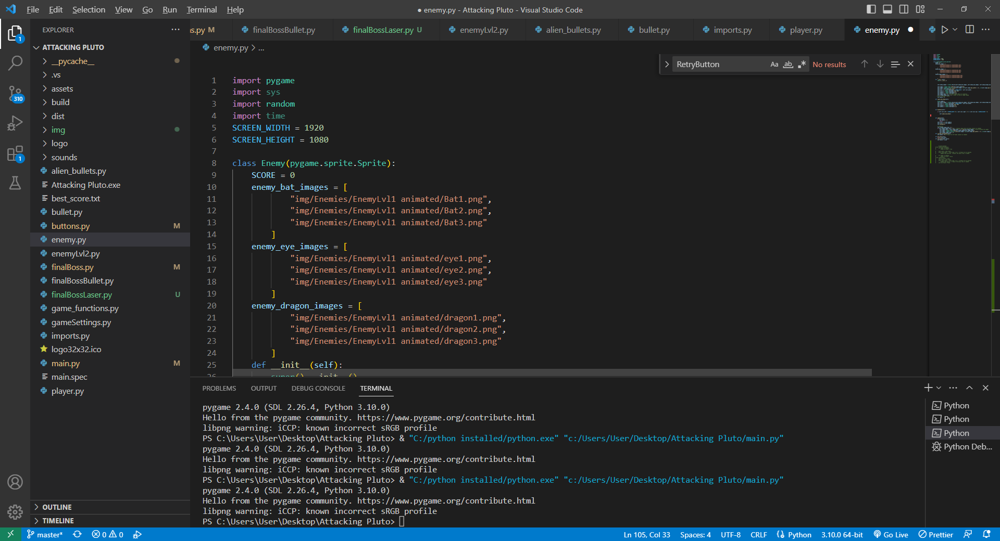 File Edit Selection View Go Run Terminal Help
● enemy.py - Attacking Pluto - Visual Studio Code
EXPLORER
ATTACKING PLUTO
__pycache__
.vs
assets
build
dist
img
logo
sounds
alien_bullets.py
Attacking Pluto.exe
best_score.txt
bullet.py
buttons.py M
enemy.py
enemyLvl2.py
finalBoss.py M
finalBossBullet.py
finalBossLaser.py U
game_functions.py
gameSettings.py
imports.py
logo32x32.ico
main.py M
main.spec
player.py
OUTLINE
TIMELINE
1
310
1
ns.py M finalBossBullet.py finalBossLaser.py U enemyLvl2.py alien_bullets.py bullet.py imports.py player.py enemy.py
enemy.py > ...
RetryButton Aa ab .* No results
1 import pygame
2 import sys
3 import random
4 import time
5 SCREEN_WIDTH = 1920
6 SCREEN_HEIGHT = 1080
7
8 class Enemy(pygame.sprite.Sprite):
9 SCORE = 0
10 enemy_bat_images = [
11 "img/Enemies/EnemyLvl1 animated/Bat1.png",
12 "img/Enemies/EnemyLvl1 animated/Bat2.png",
13 "img/Enemies/EnemyLvl1 animated/Bat3.png"
14 ]
15 enemy_eye_images = [
16 "img/Enemies/EnemyLvl1 animated/eye1.png",
17 "img/Enemies/EnemyLvl1 animated/eye2.png",
18 "img/Enemies/EnemyLvl1 animated/eye3.png"
19 ]
20 enemy_dragon_images = [
21 "img/Enemies/EnemyLvl1 animated/dragon1.png",
22 "img/Enemies/EnemyLvl1 animated/dragon2.png",
23 "img/Enemies/EnemyLvl1 animated/dragon3.png"
24 ]
25 def __init__(self):
26 super().__init__()
PROBLEMS OUTPUT DEBUG CONSOLE TERMINAL
pygame 2.4.0 (SDL 2.26.4, Python 3.10.0)
Hello from the pygame community. https://www.pygame.org/contribute.html
libpng warning: iCCP: known incorrect sRGB profile
PS C:\Users\User\Desktop\Attacking Pluto> & "C:/python installed/python.exe" "c:/Users/User/Desktop/Attacking Pluto/main.py"
pygame 2.4.0 (SDL 2.26.4, Python 3.10.0)
Hello from the pygame community. https://www.pygame.org/contribute.html
libpng warning: iCCP: known incorrect sRGB profile
PS C:\Users\User\Desktop\Attacking Pluto> & "C:/python installed/python.exe" "c:/Users/User/Desktop/Attacking Pluto/main.py"
pygame 2.4.0 (SDL 2.26.4, Python 3.10.0)
Hello from the pygame community. https://www.pygame.org/contribute.html
libpng warning: iCCP: known incorrect sRGB profile
PS C:\Users\User\Desktop\Attacking Pluto>
Python
Python
Python
Python Deb...
master* 0 0 Ln 105, Col 33 Spaces: 4 UTF-8 CRLF Python 3.10.0 64-bit Go Live Prettier